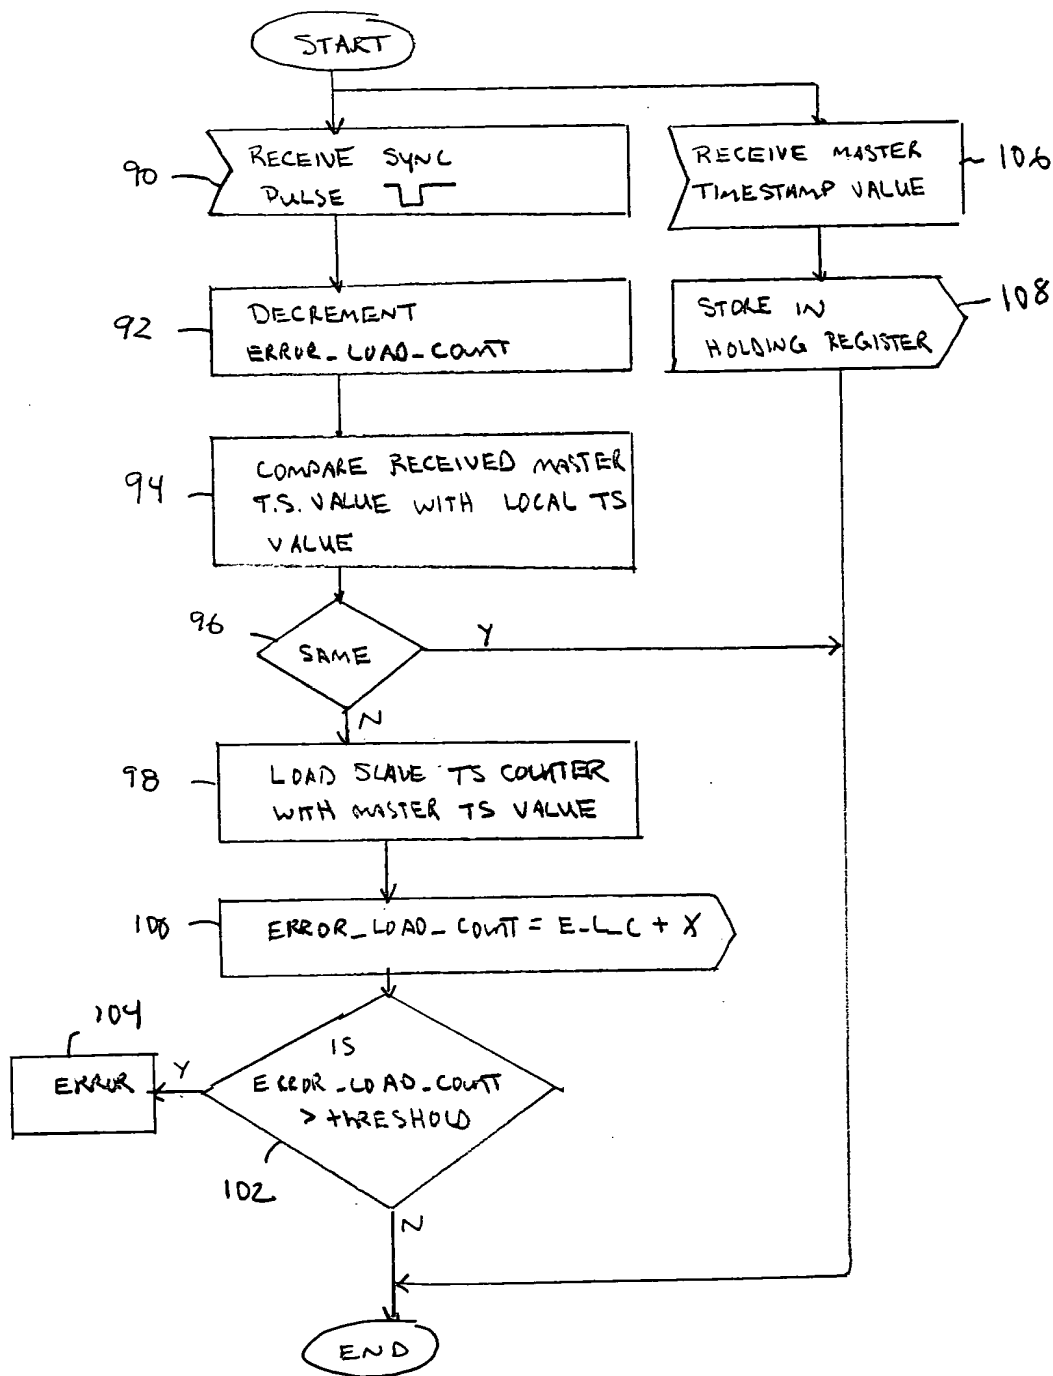 START
90
RECEIVE SYNC
PULSE
RECEIVE MASTER
TIMESTAMP VALUE
106
92
DECREMENT
ERROR_LOAD_COUNT
STORE IN
HOLDING REGISTER
108
94
COMPARE RECEIVED MASTER
T.S. VALUE WITH LOCAL TS
VALUE
96
SAME
Y
N
98
LOAD SLAVE TS COUNTER
WITH MASTER TS VALUE
100
ERROR_LOAD_COUNT = E_L_C + X
104
ERROR
Y
IS
ERROR_LOAD_COUNT
> thRESHOLD
102
N
END